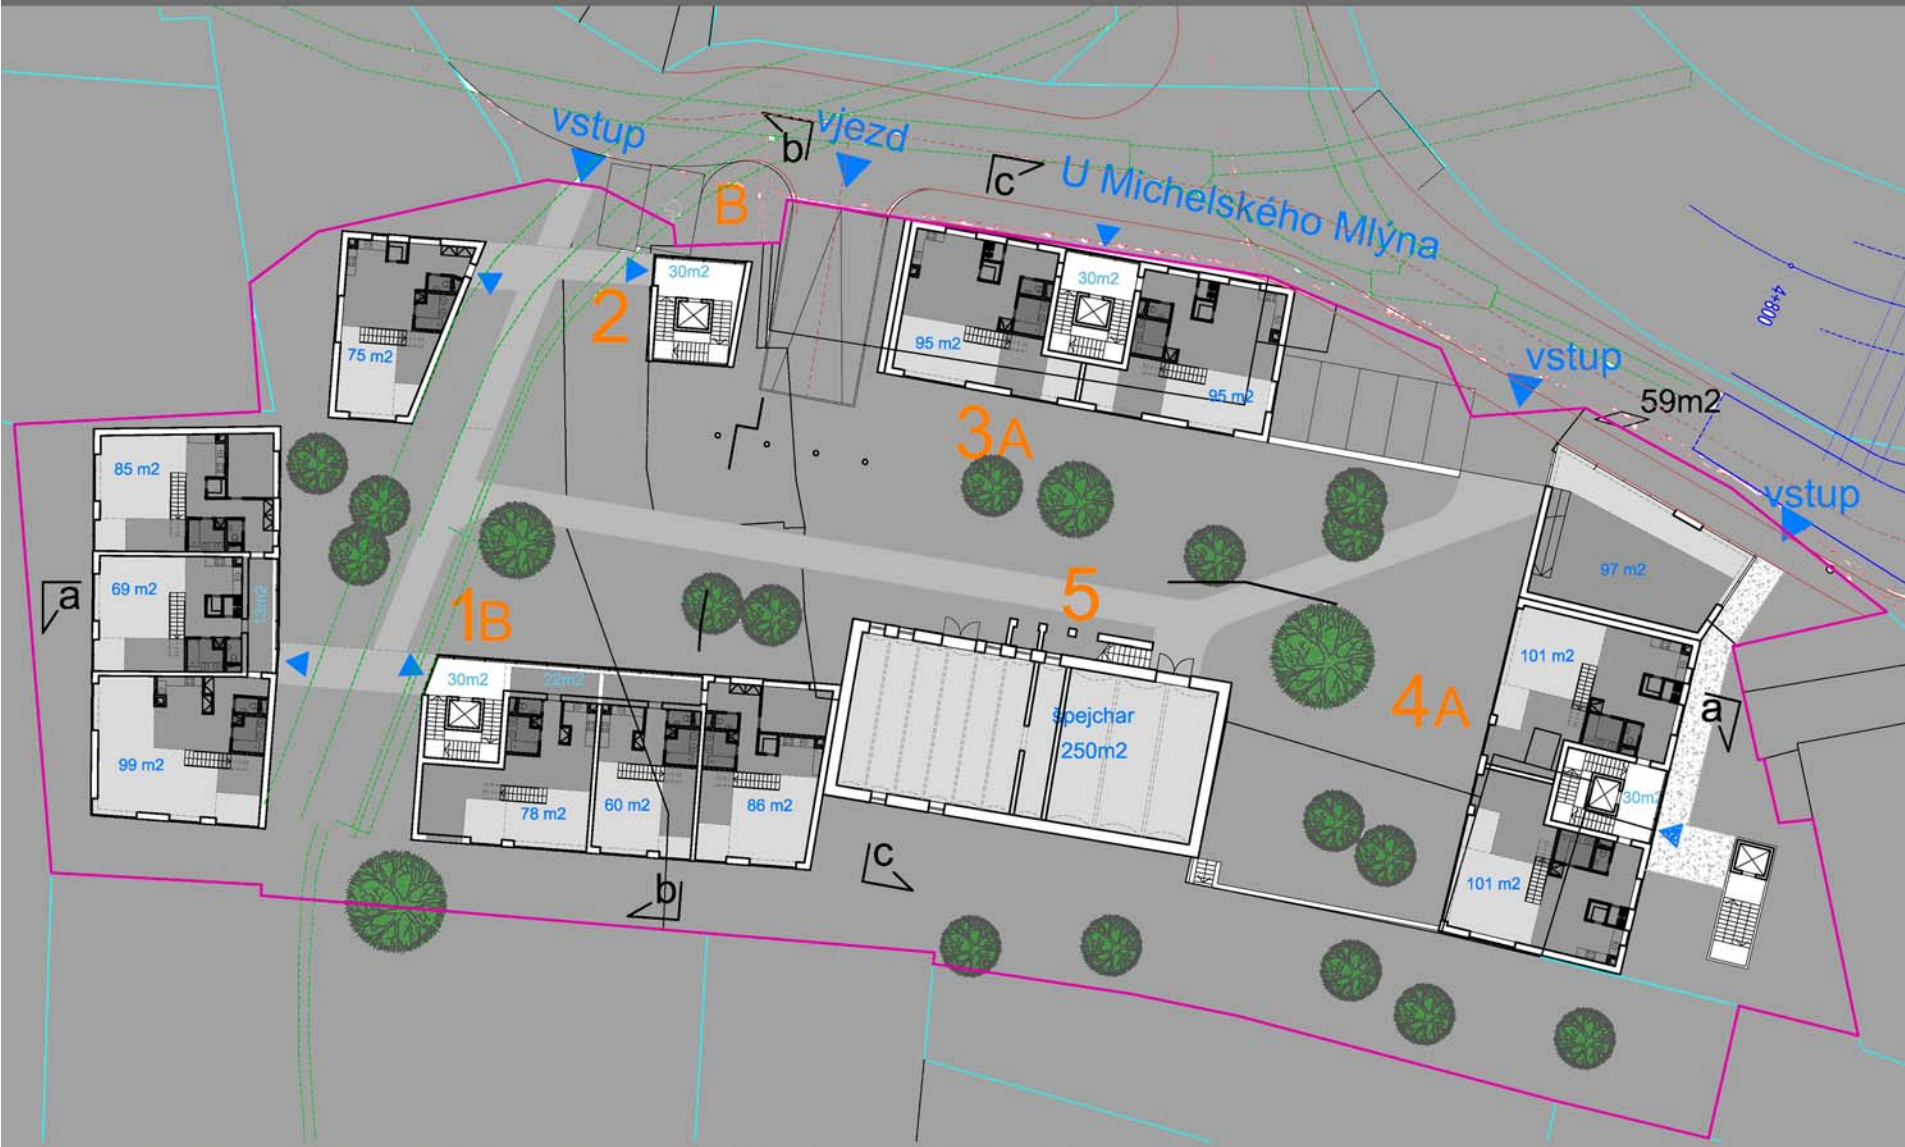 vstup
b
vjezd
c
U Michelského Mlýna
B
30m2
30m2
4+800
2
75 m2
95 m2
95 m2
vstup
59m2
3A
85 m2
vstup
69 m2
13m2
a
1B
5
97 m2
101 m2
30m2
22m2
špejchar
250m2
4A
a
99 m2
78 m2
60 m2
86 m2
30m2
c
b
101 m2